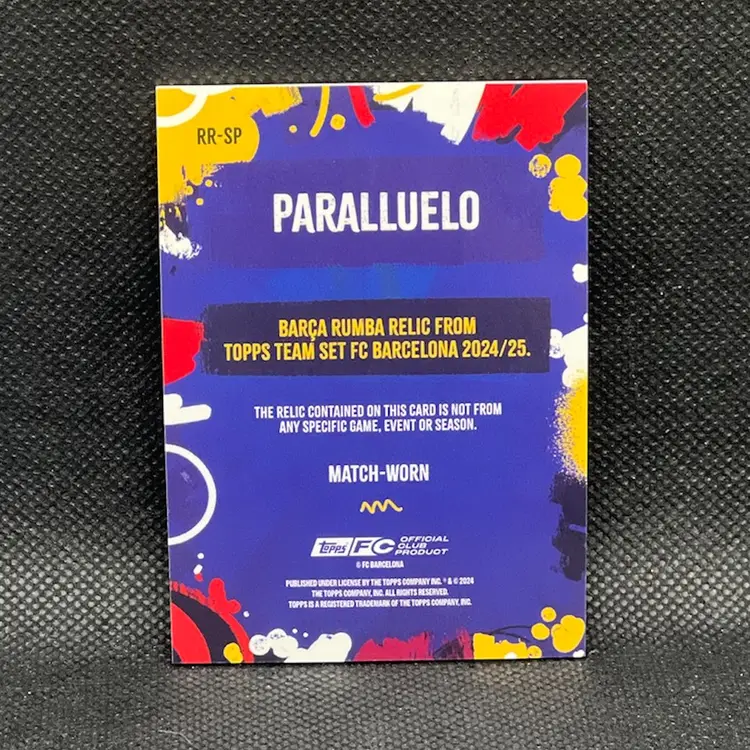 RR-SP
PARALLUELO
BARÇA RUMBA RELIC FROM
TOPPS TEAM SET FC BARCELONA 2024/25.
THE RELIC CONTAINED ON THIS CARD IS NOT FROM
ANY SPECIFIC GAME, EVENT OR SEASON.
MATCH-WORN
topps FC OFFICIAL
CLUB
PRODUCT
© FC BARCELONA
PUBLISHED UNDER LICENSE BY THE TOPPS COMPANY INC. ® & © 2024
THE TOPPS COMPANY, INC. ALL RIGHTS RESERVED.
TOPPS IS A REGISTERED TRADEMARK OF THE TOPPS COMPANY, INC.